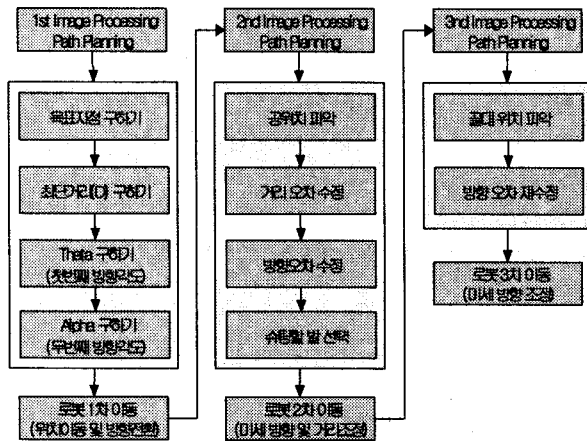 1st Image Processing
Path Planning
목표지점 구하기
최단거리(D) 구하기
Theta 구하기
(첫번째 방향각도)
Alpha 구하기
(두번째 방향각도)
로봇 1차 이동
(위치이동 및 방향전환)
2nd Image Processing
Path Planning
공위치 파악
거리 오차 수정
방향오차 수정
슈팅할 발 선택
로봇 2차 이동
(미세 방향 및 거리조정)
3nd Image Processing
Path Planning
골대 위치 파악
방향 오차 재수정
로봇 3차 이동
(미세 방향 조정)